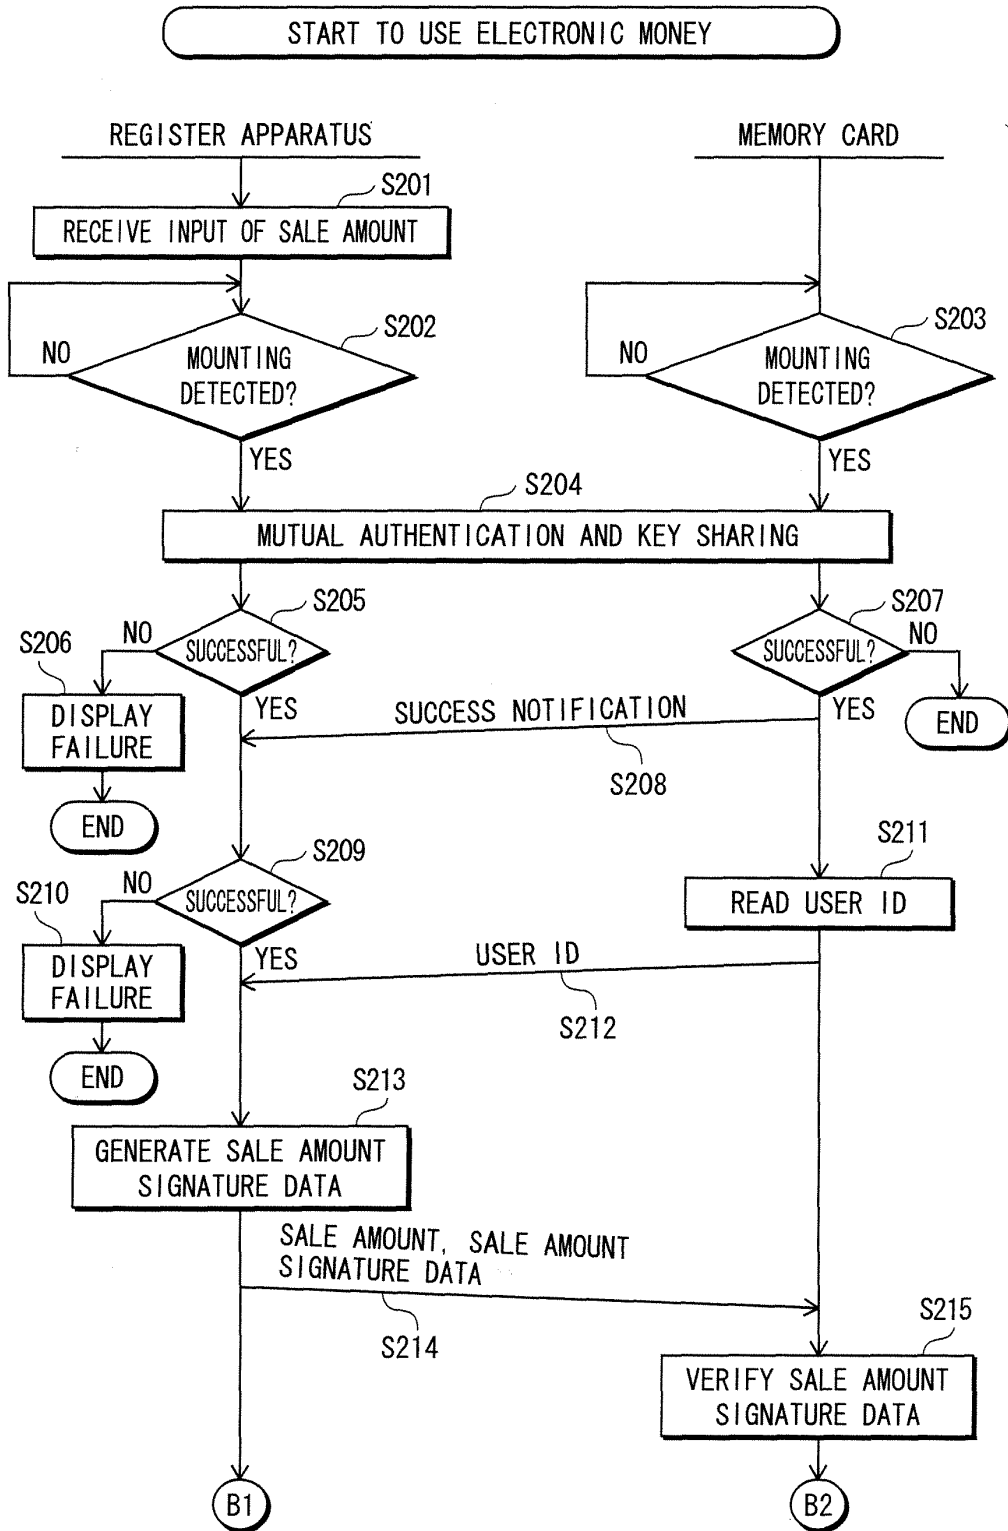 START TO USE ELECTRONIC MONEY
REGISTER APPARATUS
MEMORY CARD
S201
RECEIVE INPUT OF SALE AMOUNT
S202
S203
NO
MOUNTING
DETECTED?
NO
MOUNTING
DETECTED?
YES
YES
S204
MUTUAL AUTHENTICATION AND KEY SHARING
S205
S207
S206
NO
SUCCESSFUL?
SUCCESSFUL?
NO
DISPLAY
FAILURE
YES
SUCCESS NOTIFICATION
YES
END
S208
END
S209
S211
S210
NO
SUCCESSFUL?
READ USER ID
DISPLAY
FAILURE
YES
USER ID
S212
END
S213
GENERATE SALE AMOUNT
SIGNATURE DATA
SALE AMOUNT, SALE AMOUNT
SIGNATURE DATA
S214
S215
VERIFY SALE AMOUNT
SIGNATURE DATA
B1
B2